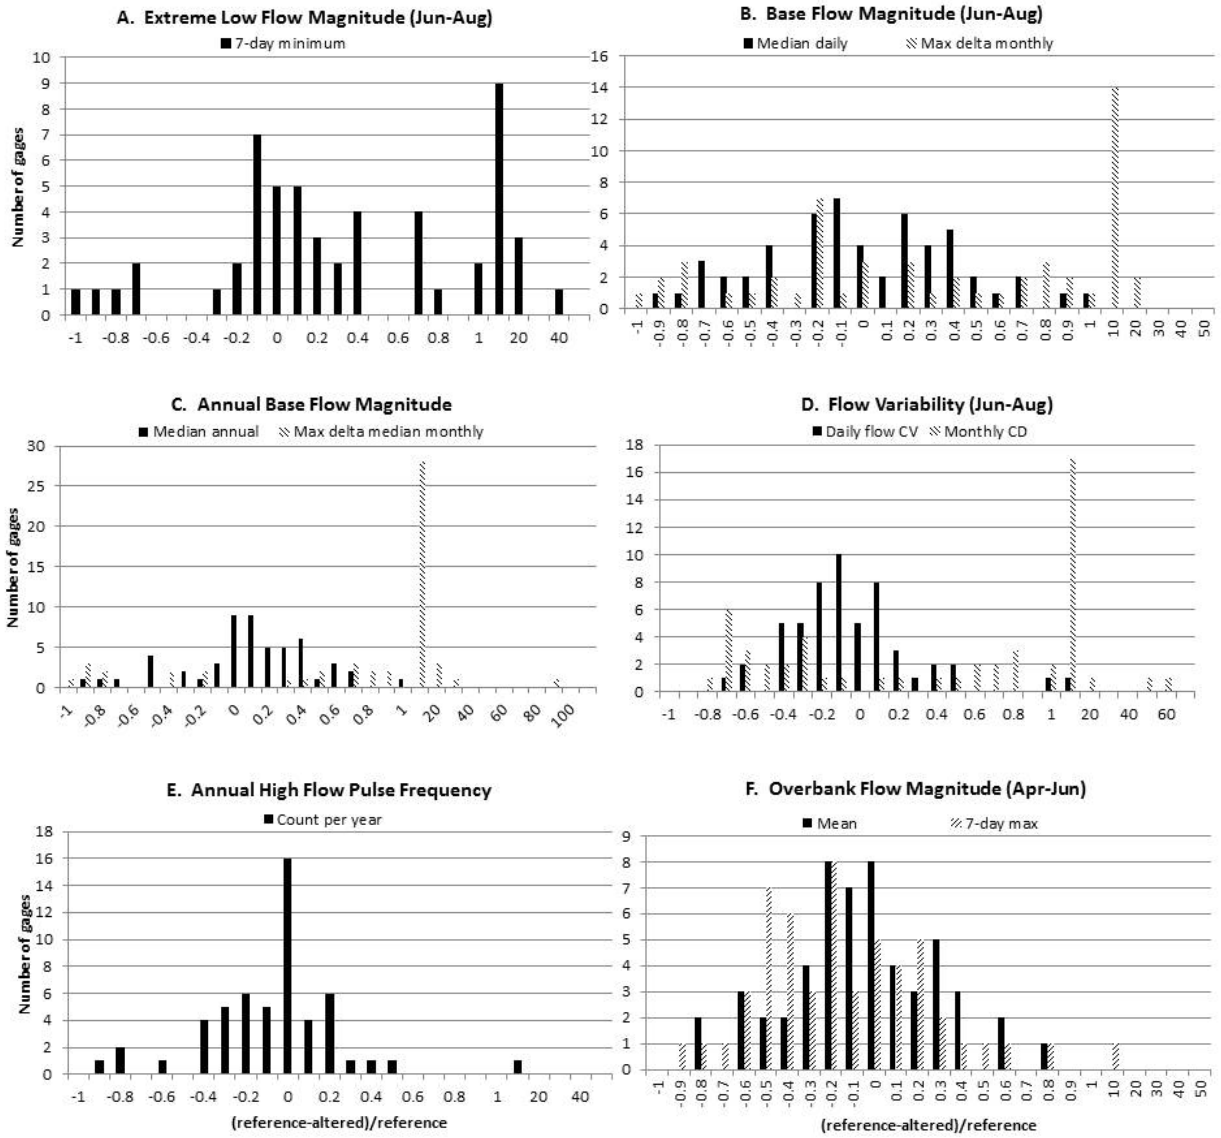 A. Extreme Low Flow Magnitude (Jun-Aug)
7-day minimum
Number of gages
10
9
8
7
6
5
4
3
2
1
0
-1 -0.8 -0.6 -0.4 -0.2 0 0.2 0.4 0.6 0.8 1 20 40
B. Base Flow Magnitude (Jun-Aug)
Median daily Max delta monthly
16
14
12
10
8
6
4
2
0
-1 -0.9 -0.8 -0.7 -0.6 -0.5 -0.4 -0.3 -0.2 -0.1 0 0.1 0.2 0.3 0.4 0.5 0.6 0.7 0.8 0.9 1 10 20 30 40 50
C. Annual Base Flow Magnitude
Median annual Max delta median monthly
Number of gages
30
25
20
15
10
5
0
-1 -0.8 -0.6 -0.4 -0.2 0 0.2 0.4 0.6 0.8 1 20 40 60 80 100
D. Flow Variability (Jun-Aug)
Daily flow CV Monthly CD
18
16
14
12
10
8
6
4
2
0
-1 -0.8 -0.6 -0.4 -0.2 0 0.2 0.4 0.6 0.8 1 20 40 60
E. Annual High Flow Pulse Frequency
Count per year
Number of gages
18
16
14
12
10
8
6
4
2
0
-1 -0.8 -0.6 -0.4 -0.2 0 0.2 0.4 0.6 0.8 1 20 40
(reference-altered)/reference
F. Overbank Flow Magnitude (Apr-Jun)
Mean 7-day max
9
8
7
6
5
4
3
2
1
0
-1 -0.9 -0.8 -0.7 -0.6 -0.5 -0.4 -0.3 -0.2 -0.1 0 0.1 0.2 0.3 0.4 0.5 0.6 0.7 0.8 0.9 1 10 20 30 40 50
(reference-altered)/reference